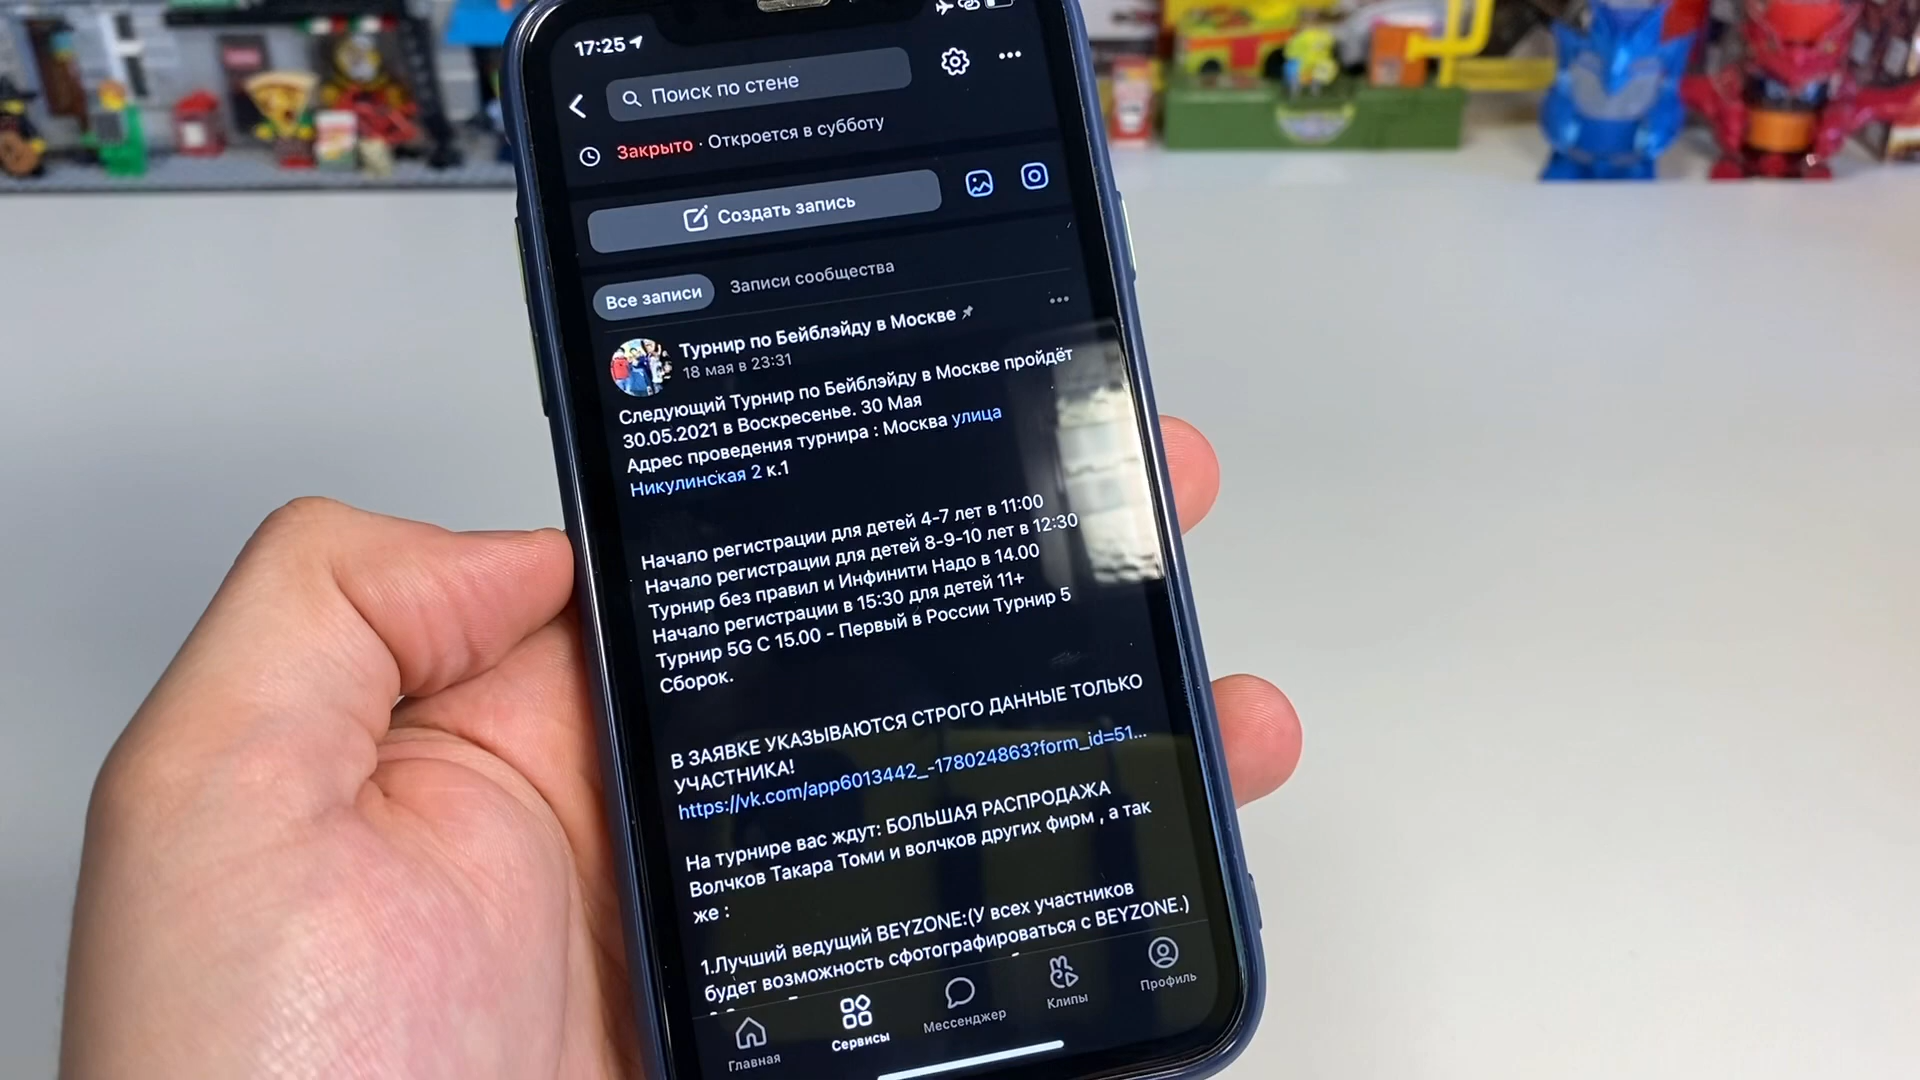 17:25
Поиск по стене
Закрыто · Откроется в субботу
Создать запись
Все записи
Записи сообщества
Турнир по Бейблэйду в Москве
18 мая в 23:31
Следующий Турнир по Бейблэйду в Москве пройдёт
30.05.2021 в Воскресенье. 30 Мая
Адрес проведения турнира : Москва улица
Никулинская 2 к.1
Начало регистрации для детей 4-7 лет в 11:00
Начало регистрации для детей 8-9-10 лет в 12:30
Турнир без правил и Инфинити Надо в 14.00
Начало регистрации в 15:30 для детей 11+
Турнир 5G С 15.00 - Первый в России Турнир 5
Сборок.
В ЗАЯВКЕ УКАЗЫВАЮТСЯ СТРОГО ДАННЫЕ ТОЛЬКО
УЧАСТНИКА!
https://vk.com/app6013442_-178024863?form_id=51...
На турнире вас ждут: БОЛЬШАЯ РАСПРОДАЖА
Волчков Такара Томи и волчков других фирм , а так
же :
1.Лучший ведущий BEYZONE:(У всех участников
будет возможность сфотографироваться с BEYZONE.)
Главная
Сервисы
Мессенджер
Клипы
Профиль